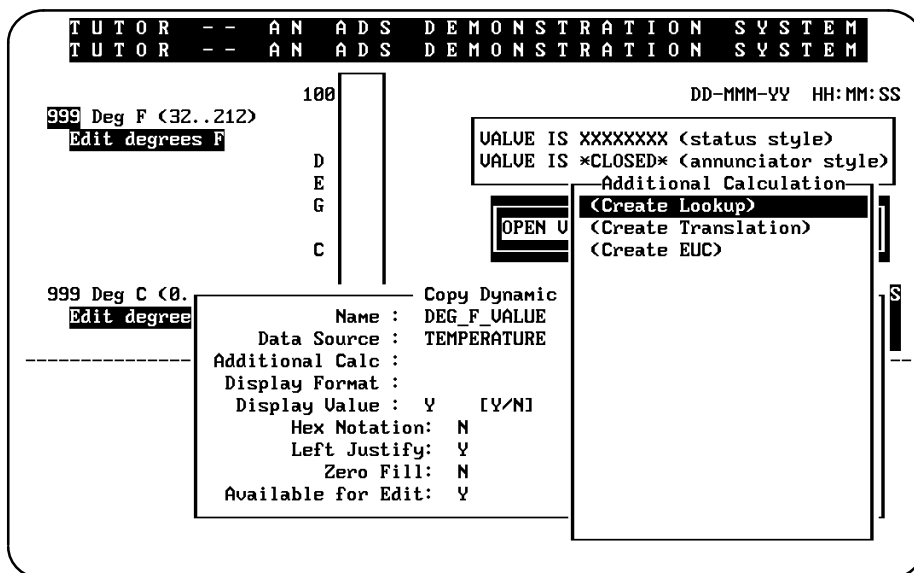 TUTOR -- AN ADS DEMONSTRATION SYSTEM
TUTOR -- AN ADS DEMONSTRATION SYSTEM
100
DD-MMM-YY HH:MM:SS
999 Deg F (32..212)
Edit degrees F
VALUE IS XXXXXXXX (status style)
VALUE IS *CLOSED* (annunciator style)
D
E
G
C
Additional Calculation
(Create Lookup)
(Create Translation)
(Create EUC)
OPEN V
999 Deg C (0.
Edit degree
S
Copy Dynamic
Name : DEG_F_VALUE
Data Source : TEMPERATURE
Additional Calc :
Display Format :
Display Value : Y [Y/N]
Hex Notation: N
Left Justify: Y
Zero Fill: N
Available for Edit: Y